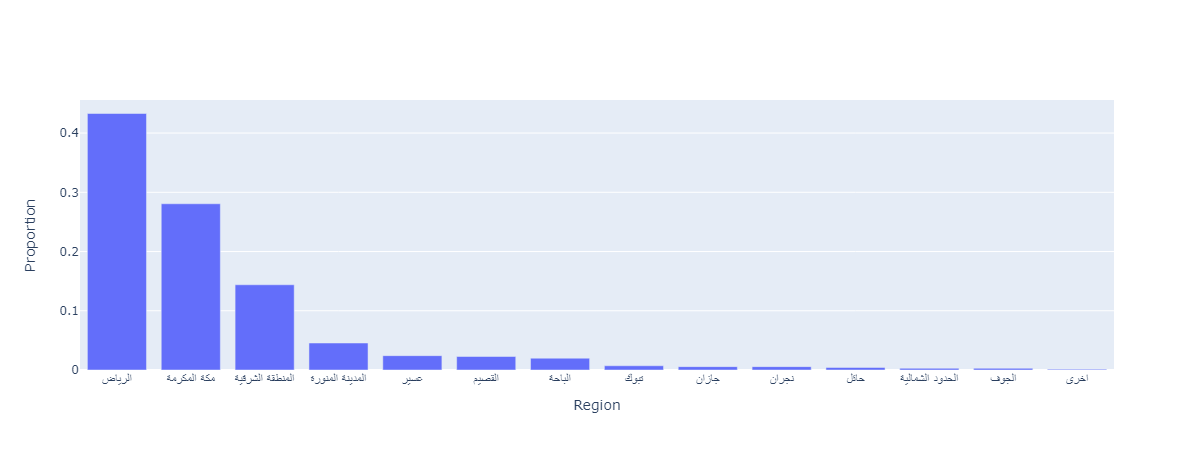 Proportion
0.4
0.3
0.2
0.1
0
الرياض
مكة المكرمة
المنطقة الشرقية
المدينة المنورة
عسير
القصيم
الباحة
تبوك
جازان
نجران
حائل
الحدود الشمالية
الجوف
اخرى
Region